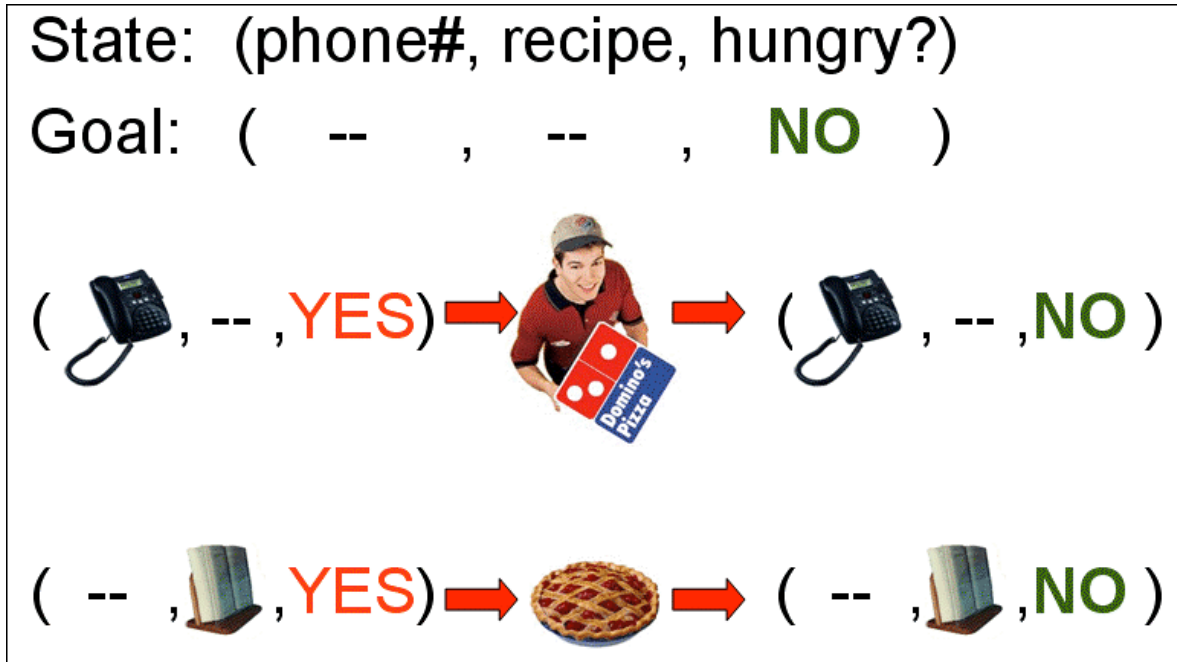 State: (phone#, recipe, hungry?)
Goal: ( -- , -- , NO )
( , -- ,YES) ( , -- ,NO )
Domino's
Pizza
( -- , ,YES) ( -- , ,NO )